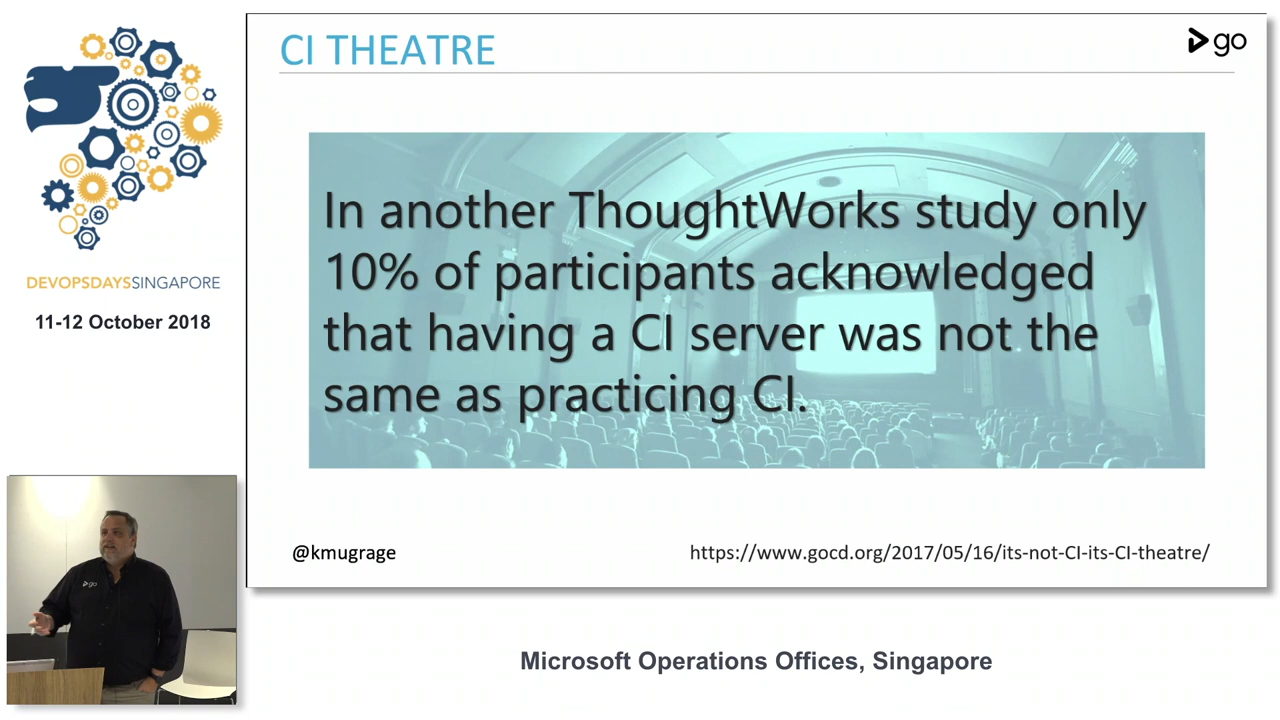 CI THEATRE
go
In another ThoughtWorks study only
10% of participants acknowledged
that having a CI server was not the
same as practicing CI.
@kmugrage
https://www.gocd.org/2017/05/16/its-not-CI-its-CI-theatre/
DEVOPSDAYSSINGAPORE
11-12 October 2018
go
Microsoft Operations Offices, Singapore